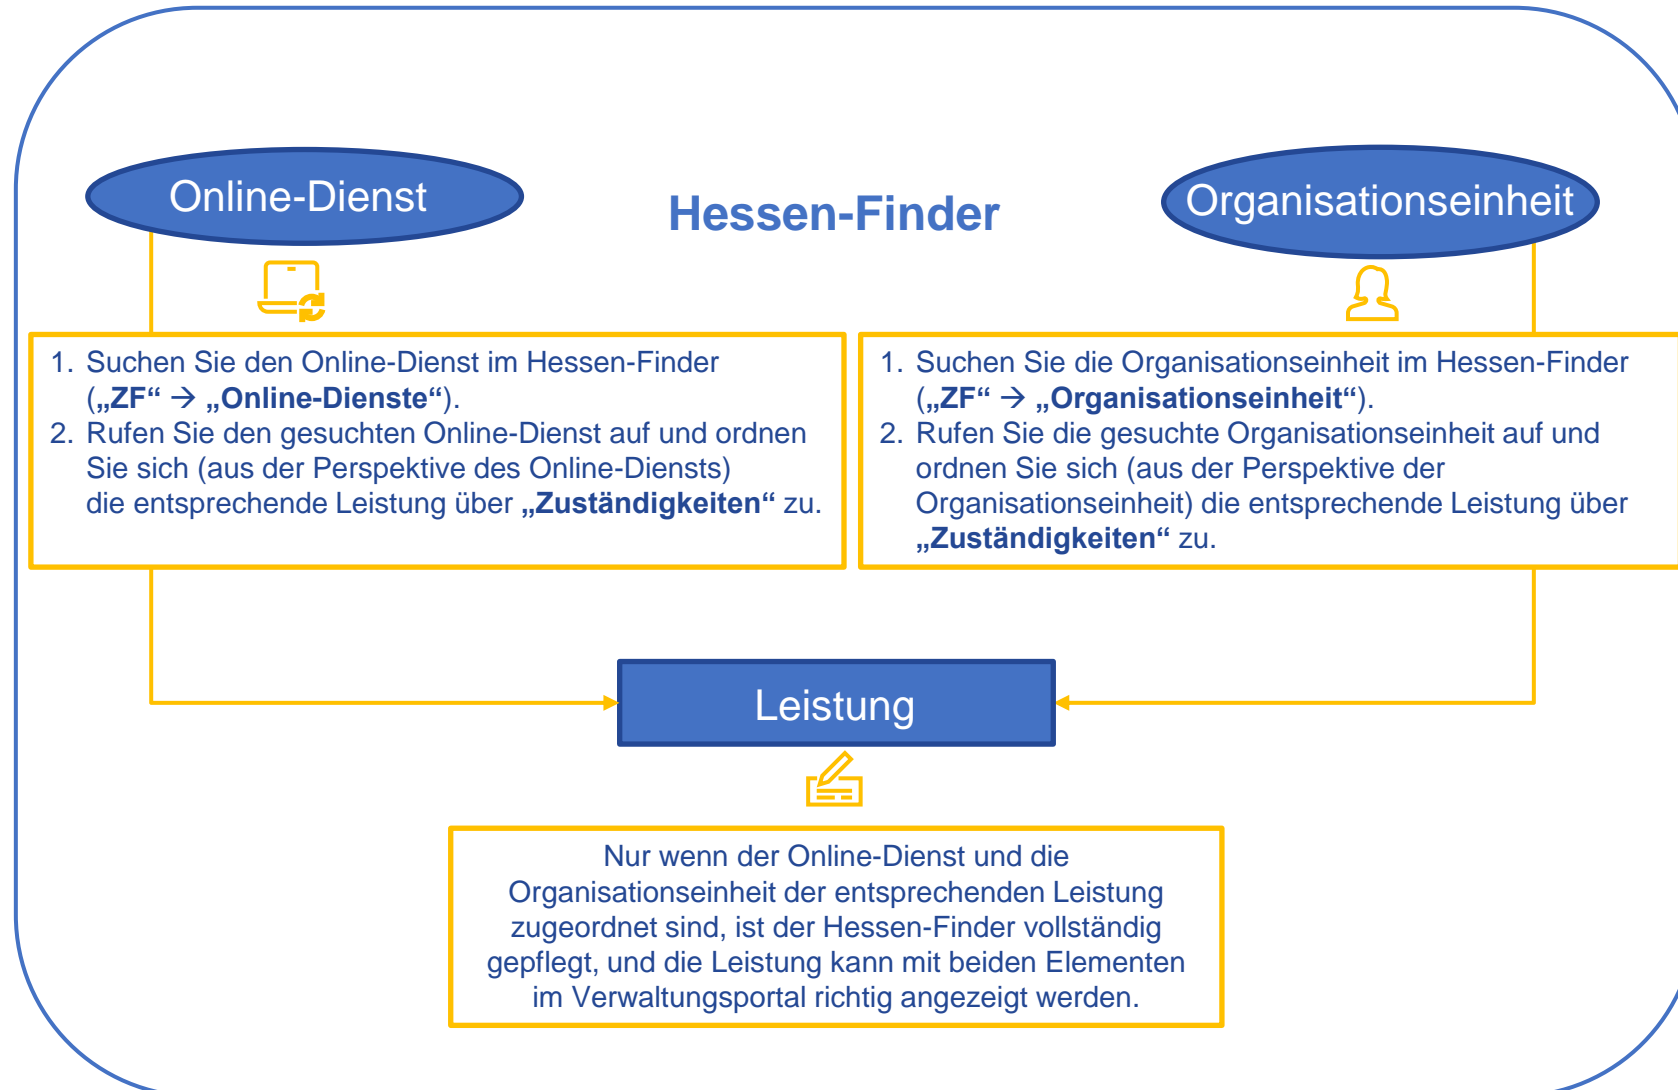 Online-Dienst
Hessen-Finder
Organisationseinheit
1. Suchen Sie den Online-Dienst im Hessen-Finder
(„ZF“ → „Online-Dienste“).
2. Rufen Sie den gesuchten Online-Dienst auf und ordnen
Sie sich (aus der Perspektive des Online-Diensts)
die entsprechende Leistung über „Zuständigkeiten“ zu.
1. Suchen Sie die Organisationseinheit im Hessen-Finder
(„ZF“ → „Organisationseinheit“).
2. Rufen Sie die gesuchte Organisationseinheit auf und
ordnen Sie sich (aus der Perspektive der
Organisationseinheit) die entsprechende Leistung über
„Zuständigkeiten“ zu.
Leistung
Nur wenn der Online-Dienst und die
Organisationseinheit der entsprechenden Leistung
zugeordnet sind, ist der Hessen-Finder vollständig
gepflegt, und die Leistung kann mit beiden Elementen
im Verwaltungsportal richtig angezeigt werden.